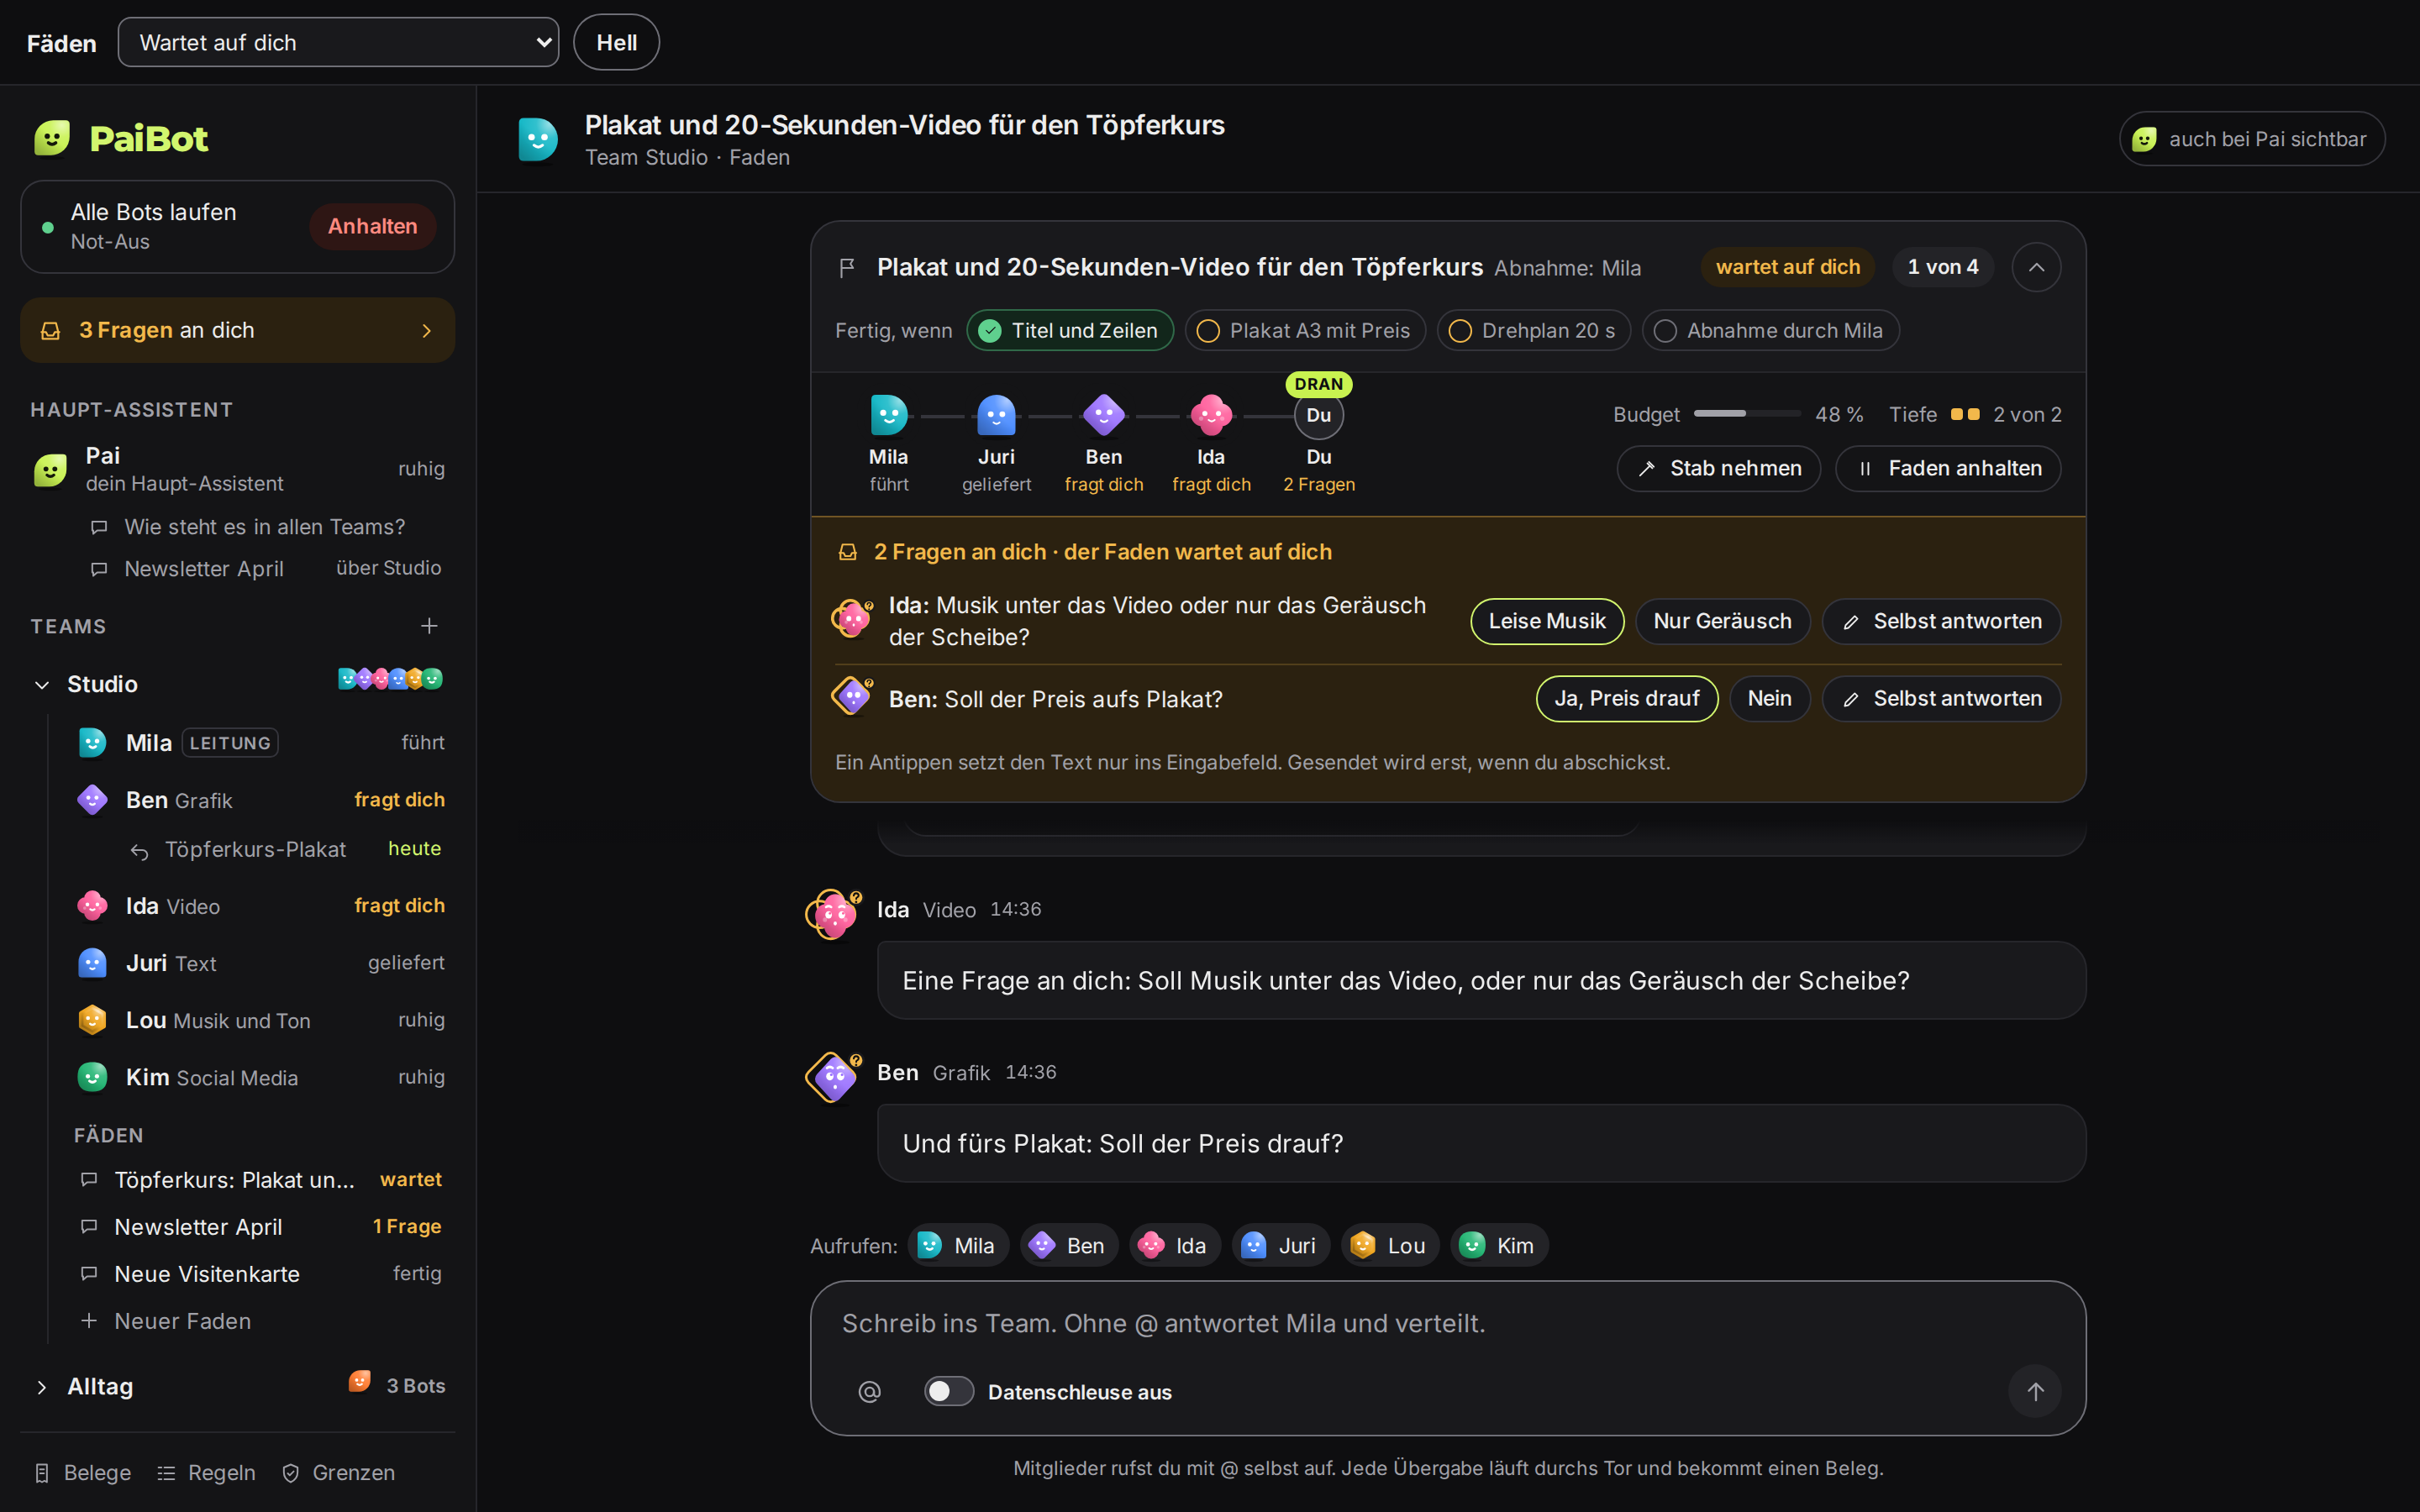 Fäden
Wartet auf dich
Hell
PaiBot
Alle Bots laufen
Not-Aus
Anhalten
3 Fragen an dich
HAUPT-ASSISTENT
Pai
dein Haupt-Assistent
ruhig
Wie steht es in allen Teams?
Newsletter April
über Studio
TEAMS
Studio
Mila LEITUNG
führt
Ben Grafik
fragt dich
Töpferkurs-Plakat
heute
Ida Video
fragt dich
Juri Text
geliefert
Lou Musik und Ton
ruhig
Kim Social Media
ruhig
FÄDEN
Töpferkurs: Plakat un...
wartet
Newsletter April
1 Frage
Neue Visitenkarte
fertig
Neuer Faden
Alltag
3 Bots
Belege
Regeln
Grenzen
Plakat und 20-Sekunden-Video für den Töpferkurs
Team Studio · Faden
auch bei Pai sichtbar
Plakat und 20-Sekunden-Video für den Töpferkurs Abnahme: Mila
wartet auf dich
1 von 4
Fertig, wenn
Titel und Zeilen
Plakat A3 mit Preis
Drehplan 20 s
Abnahme durch Mila
DRAN
Du
Mila
Juri
Ben
Ida
Du
führt
geliefert
fragt dich
fragt dich
2 Fragen
Budget
48 %
Tiefe
2 von 2
Stab nehmen
Faden anhalten
2 Fragen an dich · der Faden wartet auf dich
Ida: Musik unter das Video oder nur das Geräusch
der Scheibe?
Leise Musik
Nur Geräusch
Selbst antworten
Ben: Soll der Preis aufs Plakat?
Ja, Preis drauf
Nein
Selbst antworten
Ein Antippen setzt den Text nur ins Eingabefeld. Gesendet wird erst, wenn du abschickst.
Ida Video 14:36
Eine Frage an dich: Soll Musik unter das Video, oder nur das Geräusch der Scheibe?
Ben Grafik 14:36
Und fürs Plakat: Soll der Preis drauf?
Aufrufen:
Mila
Ben
Ida
Juri
Lou
Kim
Schreib ins Team. Ohne @ antwortet Mila und verteilt.
Datenschleuse aus
Mitglieder rufst du mit @ selbst auf. Jede Übergabe läuft durchs Tor und bekommt einen Beleg.